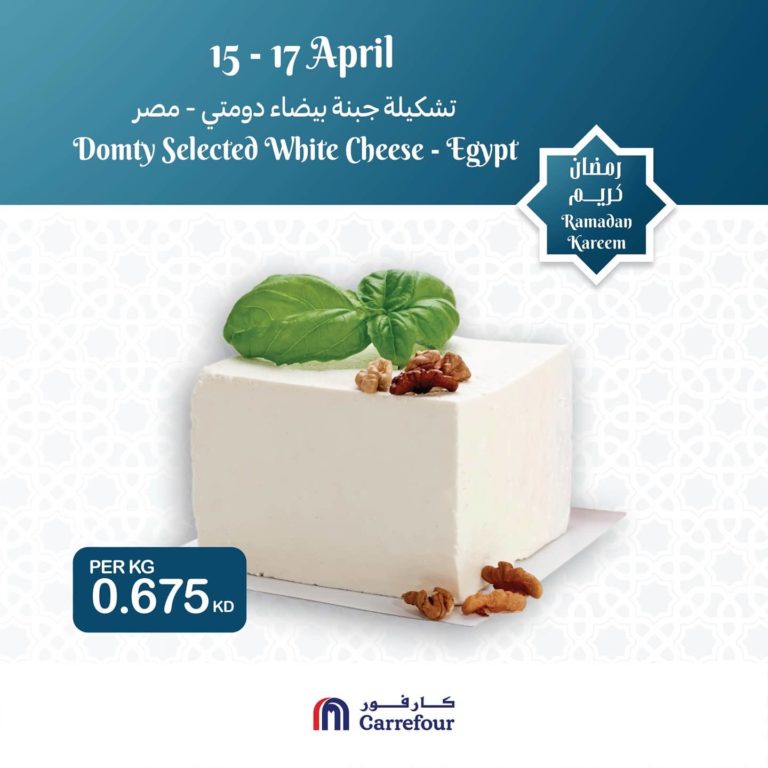 15 - 17 April
تشكيلة جبنة بيضاء دومتي - مصر
Domty Selected White Cheese - Egypt
رمضان
كريم
Ramadan
Kareem
PER KG
0.675 KD
كارفور
Carrefour